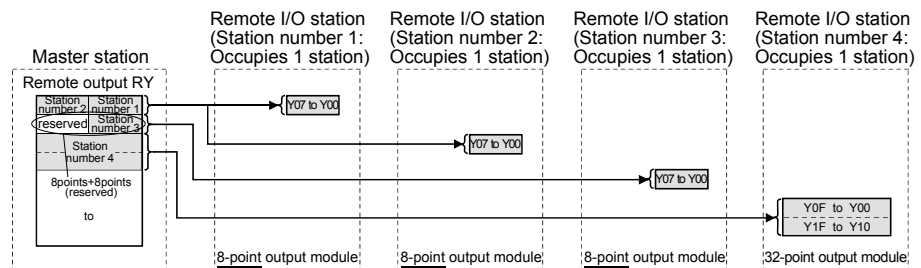 Master station
Remote output RY
Station number 2
Station number 1
reserved
Station number 3
Station
number 4
8points+8points
(reserved)
to
Remote I/O station
(Station number 1:
Occupies 1 station)
Y07 to Y00
8-point output module
Remote I/O station
(Station number 2:
Occupies 1 station)
Y07 to Y00
8-point output module
Remote I/O station
(Station number 3:
Occupies 1 station)
Y07 to Y00
8-point output module
Remote I/O station
(Station number 4:
Occupies 1 station)
Y0F to Y00
Y1F to Y10
32-point output module